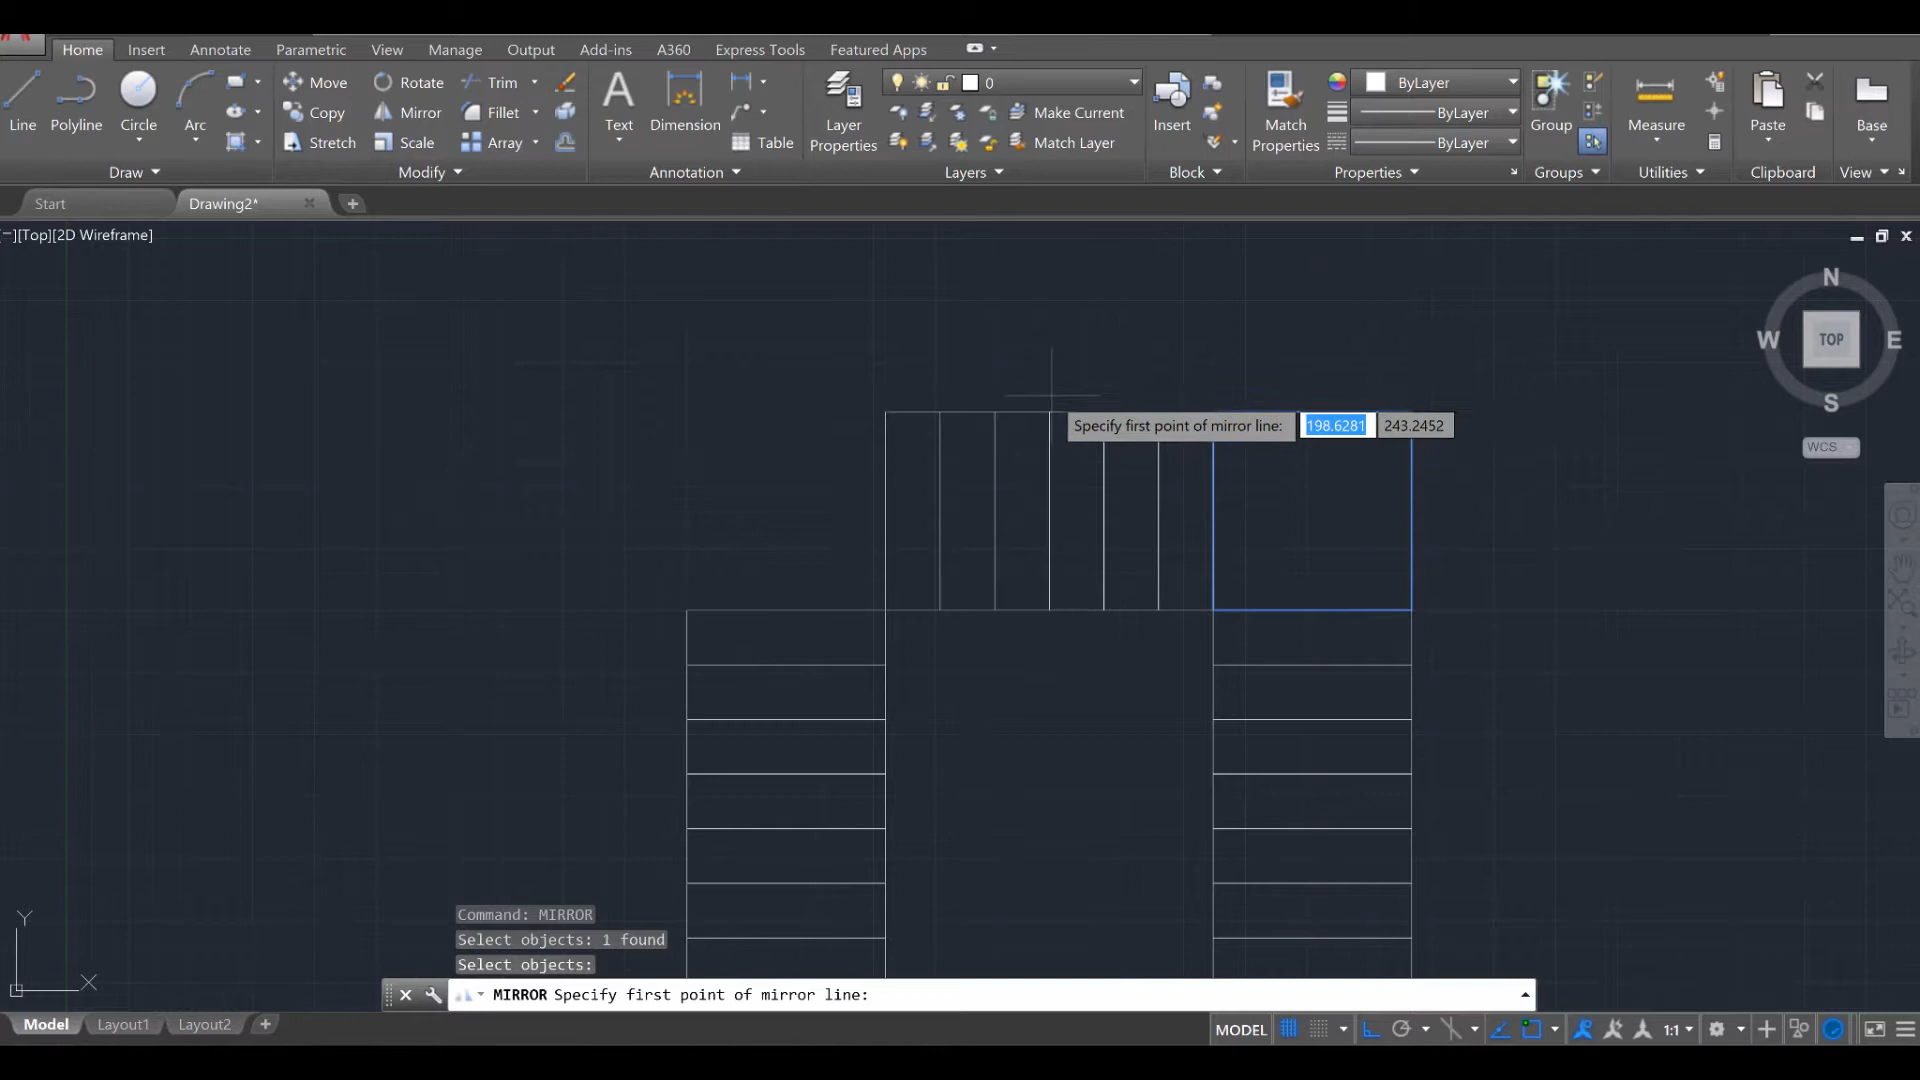 Home Insert Annotate Parametric View Manage Output Add-ins A360 Express Tools Featured Apps
Line Polyline Circle Arc
Move Rotate Trim
Copy Mirror Fillet
Stretch Scale Array
Text Dimension Table
Layer Properties
0
Make Current
Match Layer
Insert
Match Properties
ByLayer
ByLayer
ByLayer
Group
Measure
Paste
Base
Draw Modify Annotation Layers Block Properties Groups Utilities Clipboard View
Start Drawing2*
[−][Top][2D Wireframe]
N
W TOP E
S
WCS
Specify first point of mirror line: 198.6281 243.2452
Y
X
Command: MIRROR
Select objects: 1 found
Select objects:
MIRROR Specify first point of mirror line:
Model Layout1 Layout2
MODEL 1:1